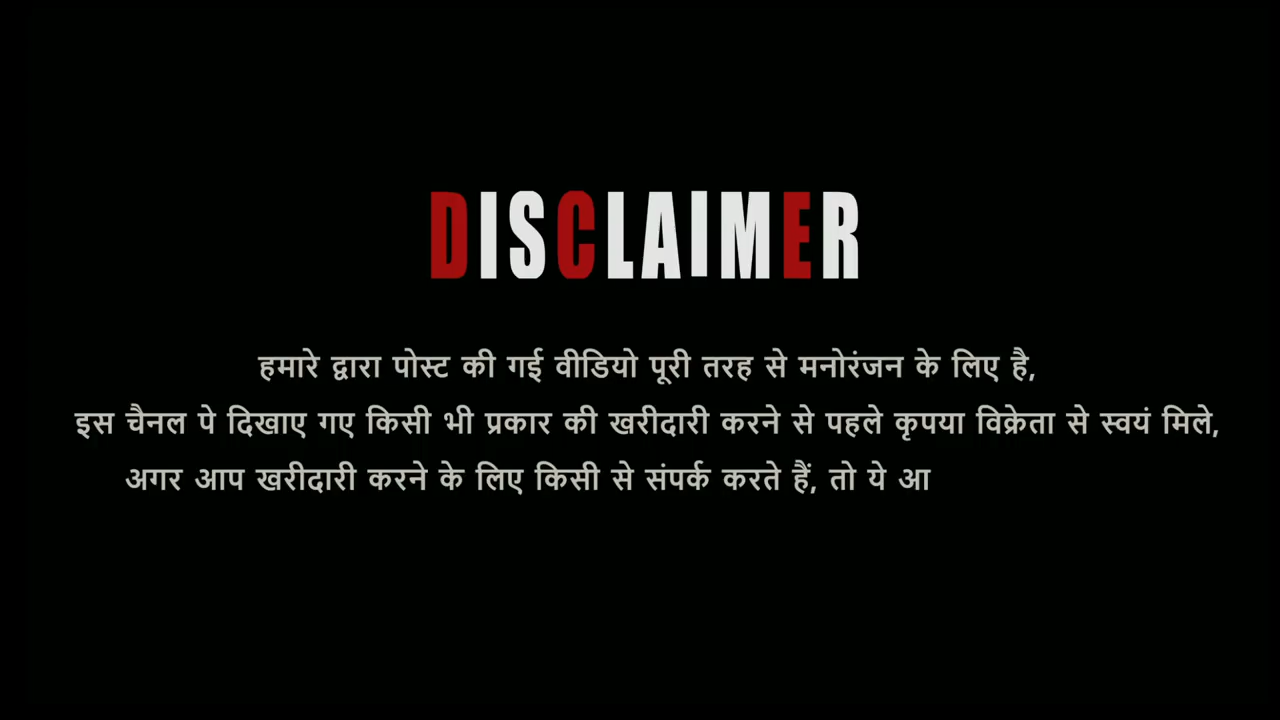 DISCLAIMER
हमारे द्वारा पोस्ट की गई वीडियो पूरी तरह से मनोरंजन के लिए है,
इस चैनल पे दिखाए गए किसी भी प्रकार की खरीदारी करने से पहले कृपया विक्रेता से स्वयं मिले,
अगर आप खरीदारी करने के लिए किसी से संपर्क करते हैं, तो ये आ